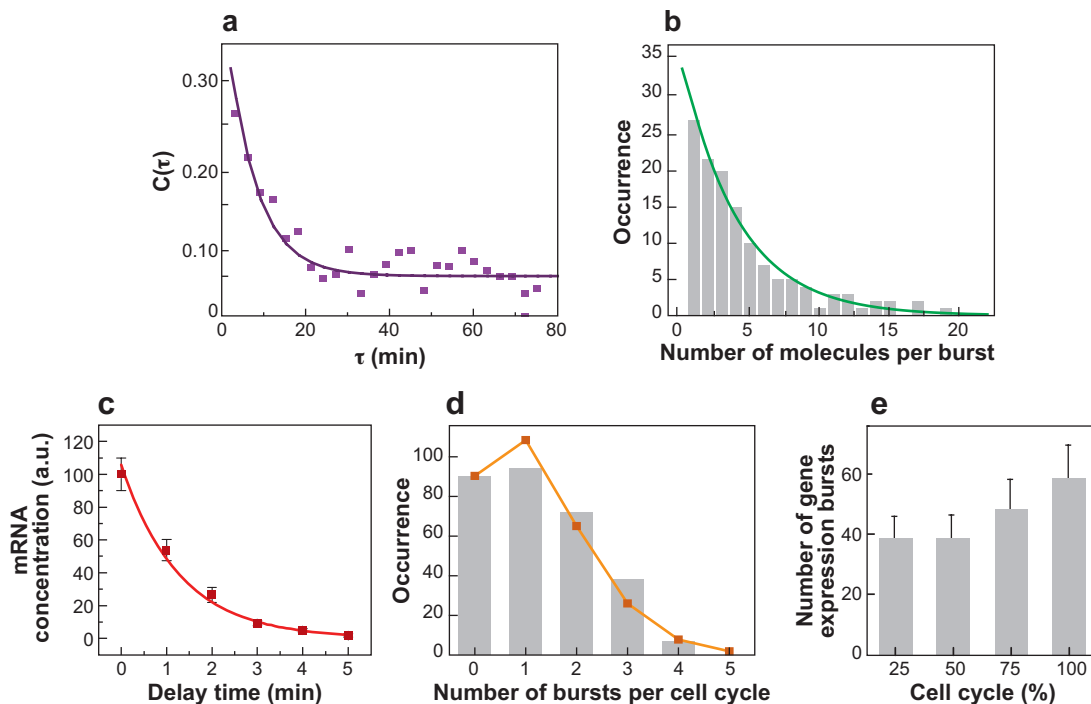 a
0.30
0.20
0.10
0
C(τ)
0 20 40 60 80
τ (min)
b
35
30
25
20
15
10
5
0
Occurrence
0 5 10 15 20
Number of molecules per burst
c
120
100
80
60
40
20
0
mRNA
concentration (a.u.)
0 1 2 3 4 5
Delay time (min)
d
100
80
60
40
20
0
Occurrence
0 1 2 3 4 5
Number of bursts per cell cycle
e
60
40
20
0
Number of gene
expression bursts
25 50 75 100
Cell cycle (%)